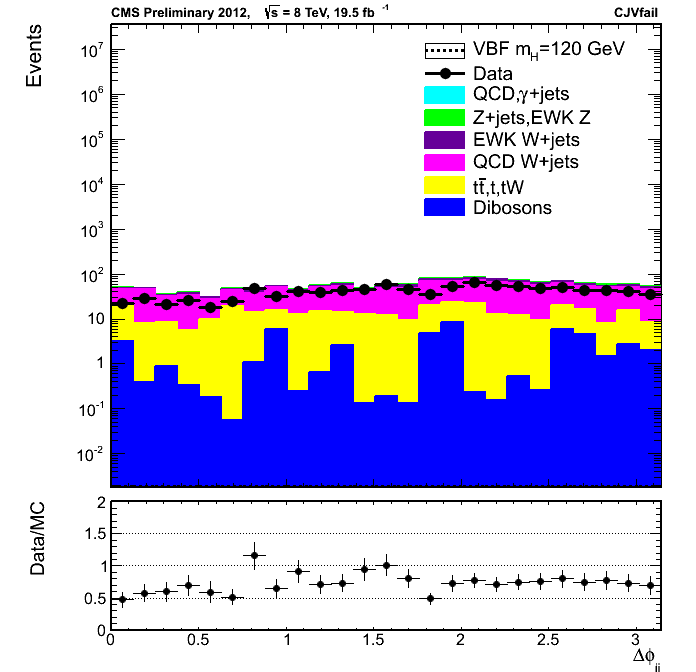 CMS Preliminary 2012, √s = 8 TeV, 19.5 fb⁻¹ CJVfail
Events
10⁷
10⁶
10⁵
10⁴
10³
10²
10
1
10⁻¹
10⁻²
VBF m_H=120 GeV
Data
QCD,γ+jets
Z+jets,EWK Z
EWK W+jets
QCD W+jets
tt̄,t,tW
Dibosons
Data/MC
2
1.5
1
0.5
0
0 0.5 1 1.5 2 2.5 3
Δϕ_jj